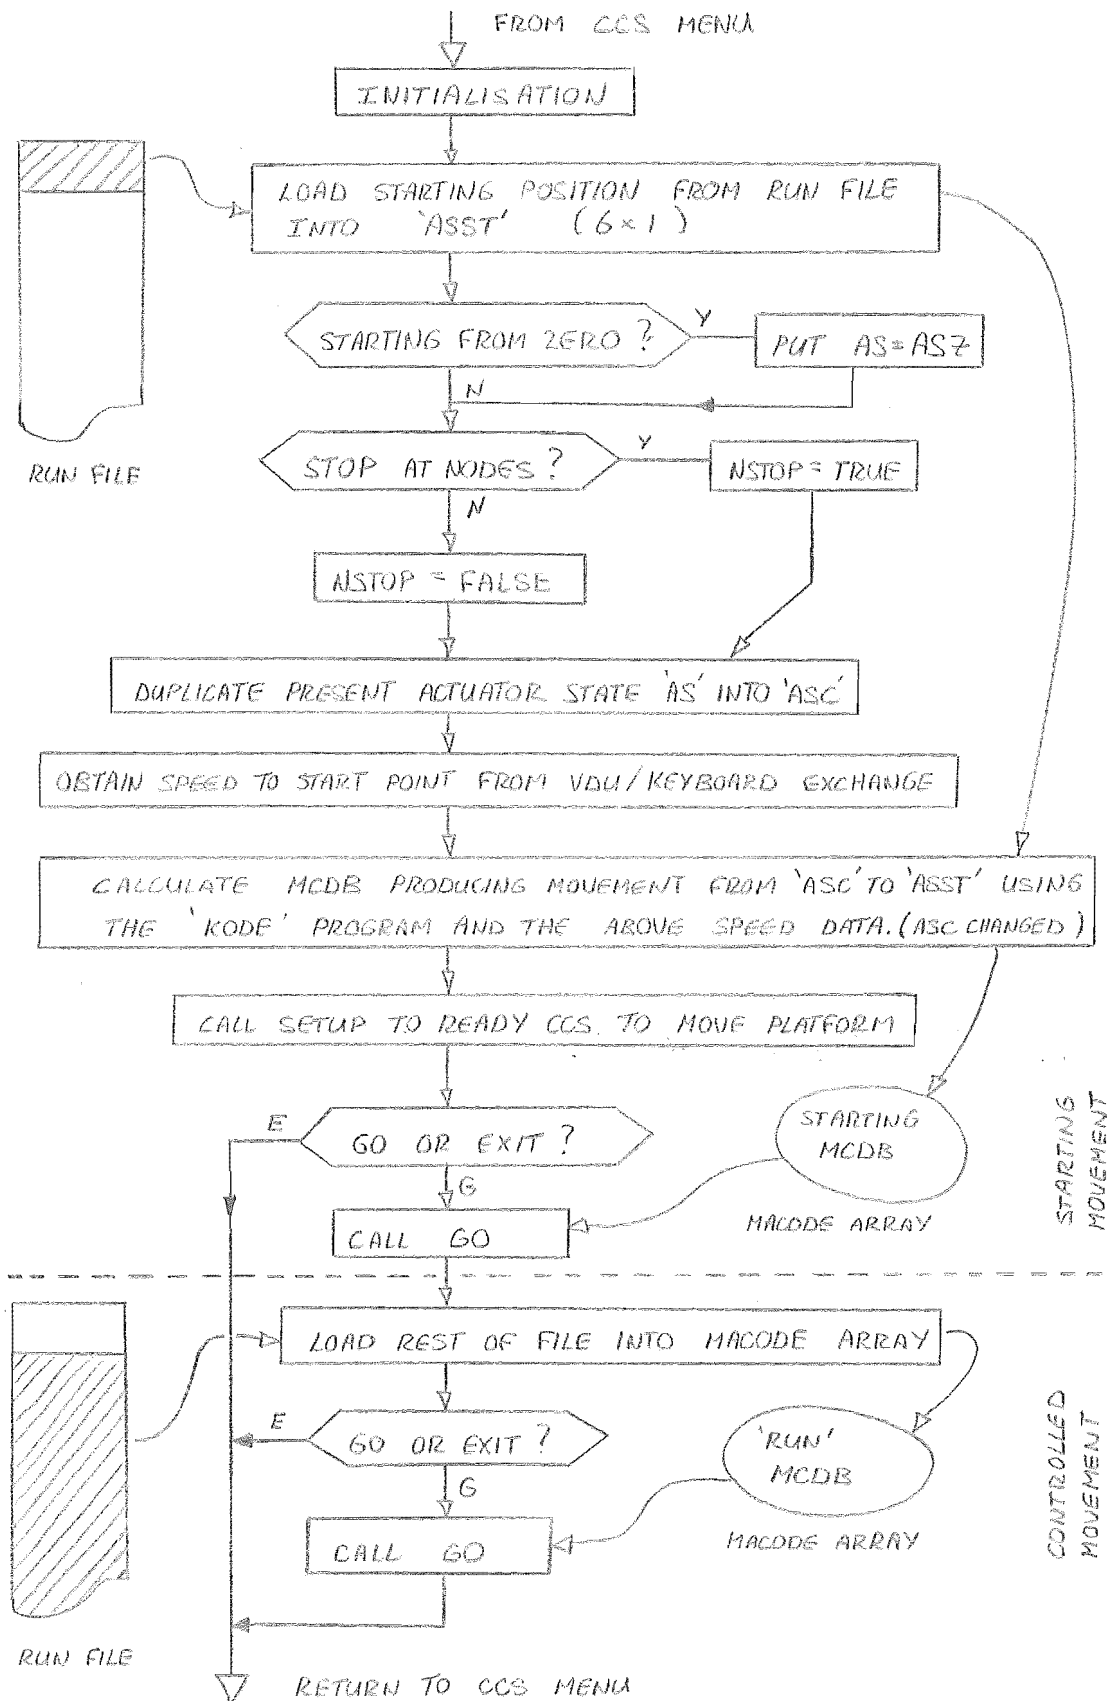 FROM CCS MENU
INITIALISATION
LOAD STARTING POSITION FROM RUN FILE
INTO 'ASST' (6 x 1)
STARTING FROM ZERO ?
Y
PUT AS = ASZ
N
RUN FILE
STOP AT NODES ?
Y
NSTOP = TRUE
N
NSTOP = FALSE
DUPLICATE PRESENT ACTUATOR STATE 'AS' INTO 'ASC'
OBTAIN SPEED TO START POINT FROM VDU/KEYBOARD EXCHANGE
CALCULATE MCDB PRODUCING MOVEMENT FROM 'ASC' TO 'ASST' USING
THE 'KODE' PROGRAM AND THE ABOVE SPEED DATA. (ASC CHANGED)
CALL SETUP TO READY CCS TO MOVE PLATFORM
E
GO OR EXIT ?
G
STARTING
MCDB
MACODE ARRAY
CALL GO
STARTING
MOVEMENT
LOAD REST OF FILE INTO MACODE ARRAY
E
GO OR EXIT ?
G
'RUN'
MCDB
MACODE ARRAY
CALL GO
CONTROLLED
MOVEMENT
RUN FILE
RETURN TO CCS MENU